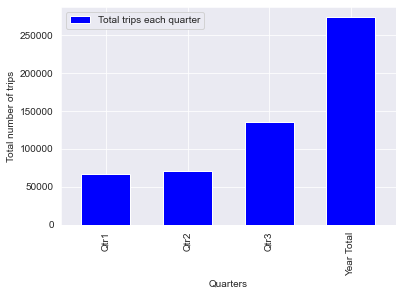 Total trips each quarter
Total number of trips
250000
200000
150000
100000
50000
0
Qtr1
Qtr2
Qtr3
Year Total
Quarters